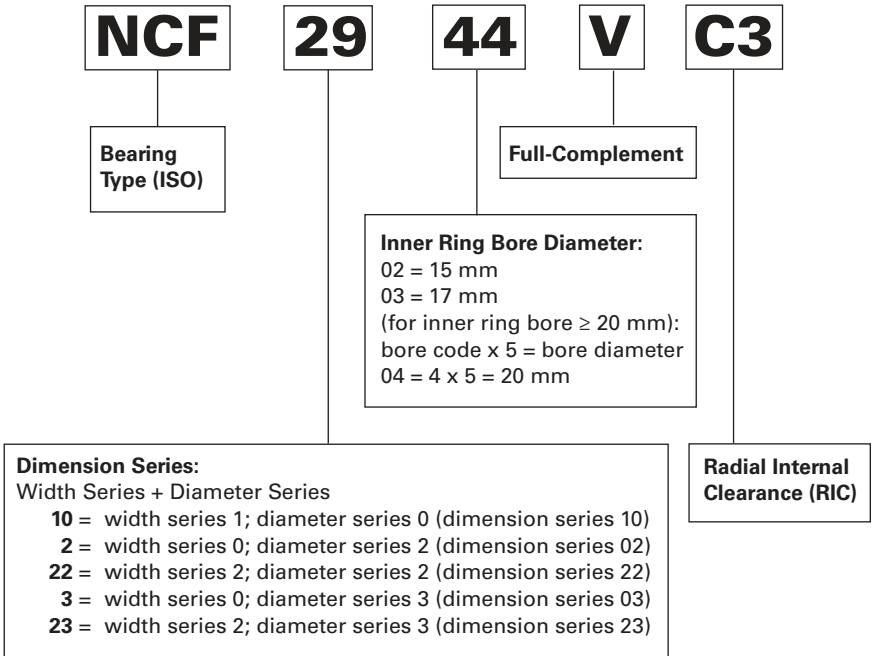 NCF 29 44 V C3
Bearing
Type (ISO)
Full-Complement
Inner Ring Bore Diameter:
02 = 15 mm
03 = 17 mm
(for inner ring bore ≥ 20 mm):
bore code x 5 = bore diameter
04 = 4 x 5 = 20 mm
Dimension Series:
Width Series + Diameter Series
10 = width series 1; diameter series 0 (dimension series 10)
2 = width series 0; diameter series 2 (dimension series 02)
22 = width series 2; diameter series 2 (dimension series 22)
3 = width series 0; diameter series 3 (dimension series 03)
23 = width series 2; diameter series 3 (dimension series 23)
Radial Internal
Clearance (RIC)